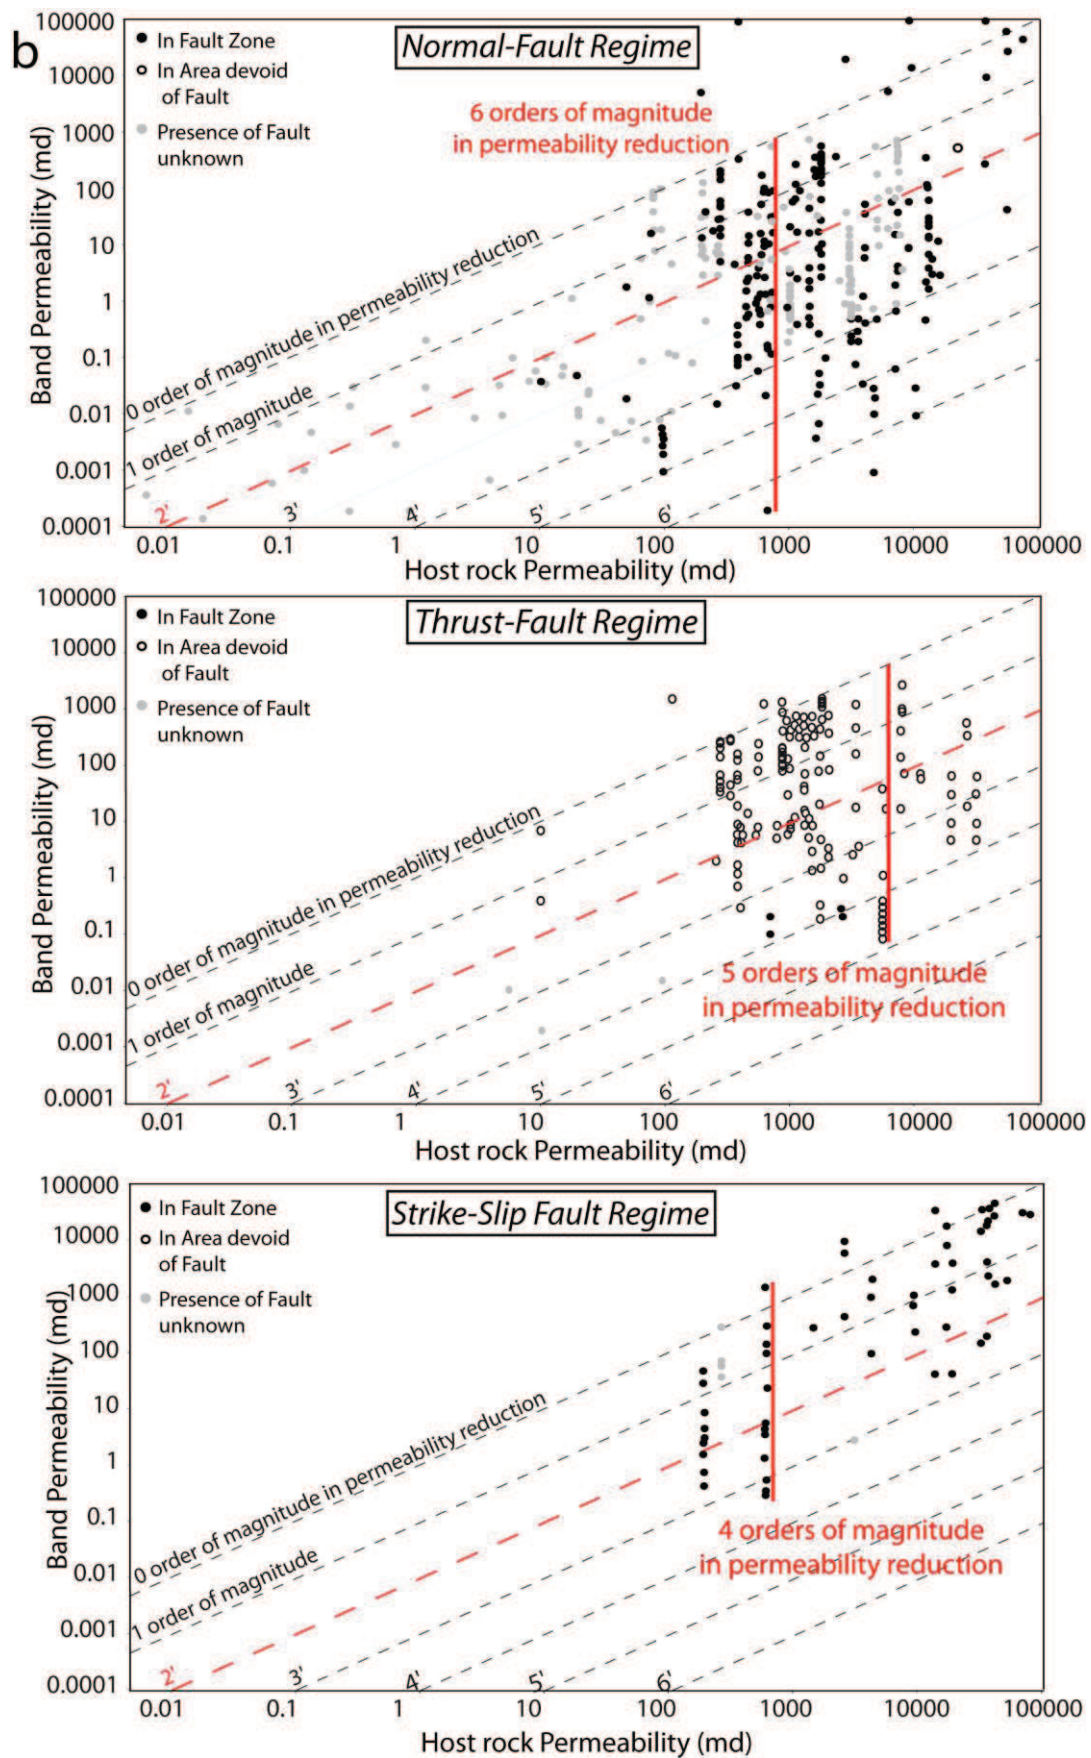 b
Normal-Fault Regime
In Fault Zone
In Area devoid
of Fault
Presence of Fault
unknown
6 orders of magnitude
in permeability reduction
Band Permeability (md)
100000
10000
1000
100
10
1
0.1
0.01
0.001
0.0001
0 order of magnitude in permeability reduction
1 order of magnitude
2'
3'
4'
5'
6'
0.01
0.1
1
10
100
1000
10000
100000
Host rock Permeability (md)
Thrust-Fault Regime
In Fault Zone
In Area devoid
of Fault
Presence of Fault
unknown
Band Permeability (md)
100000
10000
1000
100
10
1
0.1
0.01
0.001
0.0001
0 order of magnitude in permeability reduction
1 order of magnitude
5 orders of magnitude
in permeability reduction
2'
3'
4'
5'
6'
0.01
0.1
1
10
100
1000
10000
100000
Host rock Permeability (md)
Strike-Slip Fault Regime
In Fault Zone
In Area devoid
of Fault
Presence of Fault
unknown
Band Permeability (md)
100000
10000
1000
100
10
1
0.1
0.01
0.001
0.0001
0 order of magnitude in permeability reduction
1 order of magnitude
4 orders of magnitude
in permeability reduction
2'
3'
4'
5'
6'
0.01
0.1
1
10
100
1000
10000
100000
Host rock Permeability (md)